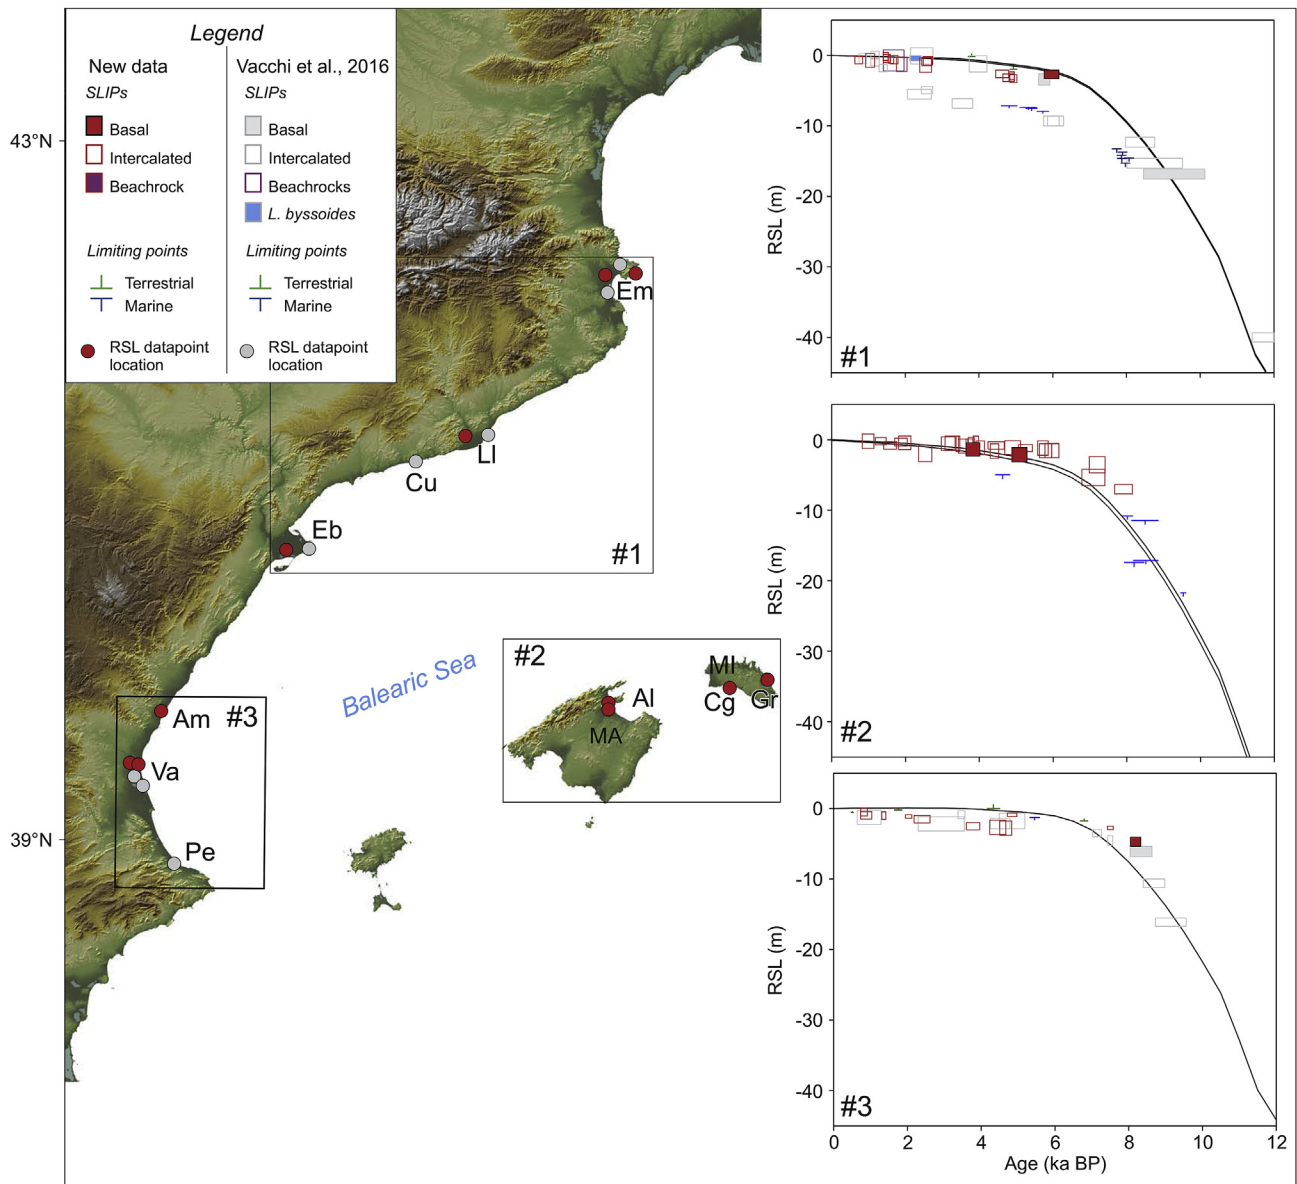 Legend
New data
SLIPs
Basal
Intercalated
Beachrock
Limiting points
Terrestrial
Marine
RSL datapoint
location
Vacchi et al., 2016
SLIPs
Basal
Intercalated
Beachrocks
L. byssoides
Limiting points
Terrestrial
Marine
RSL datapoint
location
43°N
39°N
Em
Ll
Cu
Eb
#1
Balearic Sea
#2
MI
Cg
Gr
Al
MA
#3
Am
Va
Pe
0
-10
-20
-30
-40
RSL (m)
#1
0
-10
-20
-30
-40
RSL (m)
#2
0
-10
-20
-30
-40
RSL (m)
#3
0 2 4 6 8 10 12
Age (ka BP)